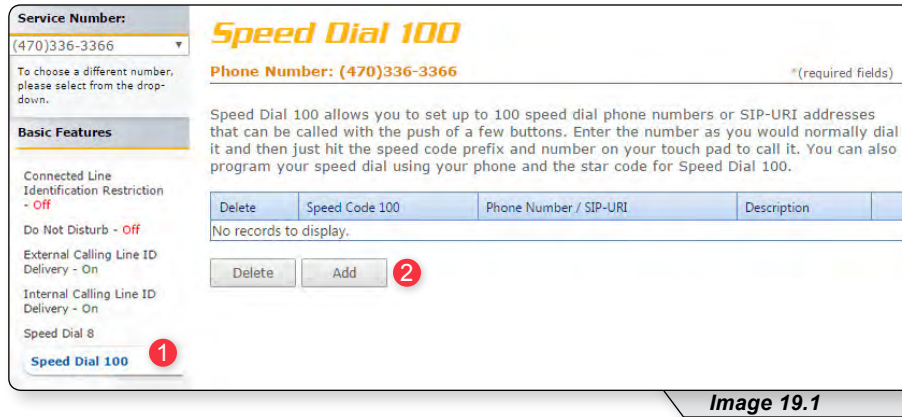 Service Number:
(470)336-3366
To choose a different number,
please select from the drop-
down.
Basic Features
Connected Line
Identification Restriction
- Off
Do Not Disturb - Off
External Calling Line ID
Delivery - On
Internal Calling Line ID
Delivery - On
Speed Dial 8
Speed Dial 100
1
Speed Dial 100
Phone Number: (470)336-3366
*(required fields)
Speed Dial 100 allows you to set up to 100 speed dial phone numbers or SIP-URI addresses
that can be called with the push of a few buttons. Enter the number as you would normally dial
it and then just hit the speed code prefix and number on your touch pad to call it. You can also
program your speed dial using your phone and the star code for Speed Dial 100.
Delete Speed Code 100 Phone Number / SIP-URI Description
No records to display.
Delete Add 2
Image 19.1